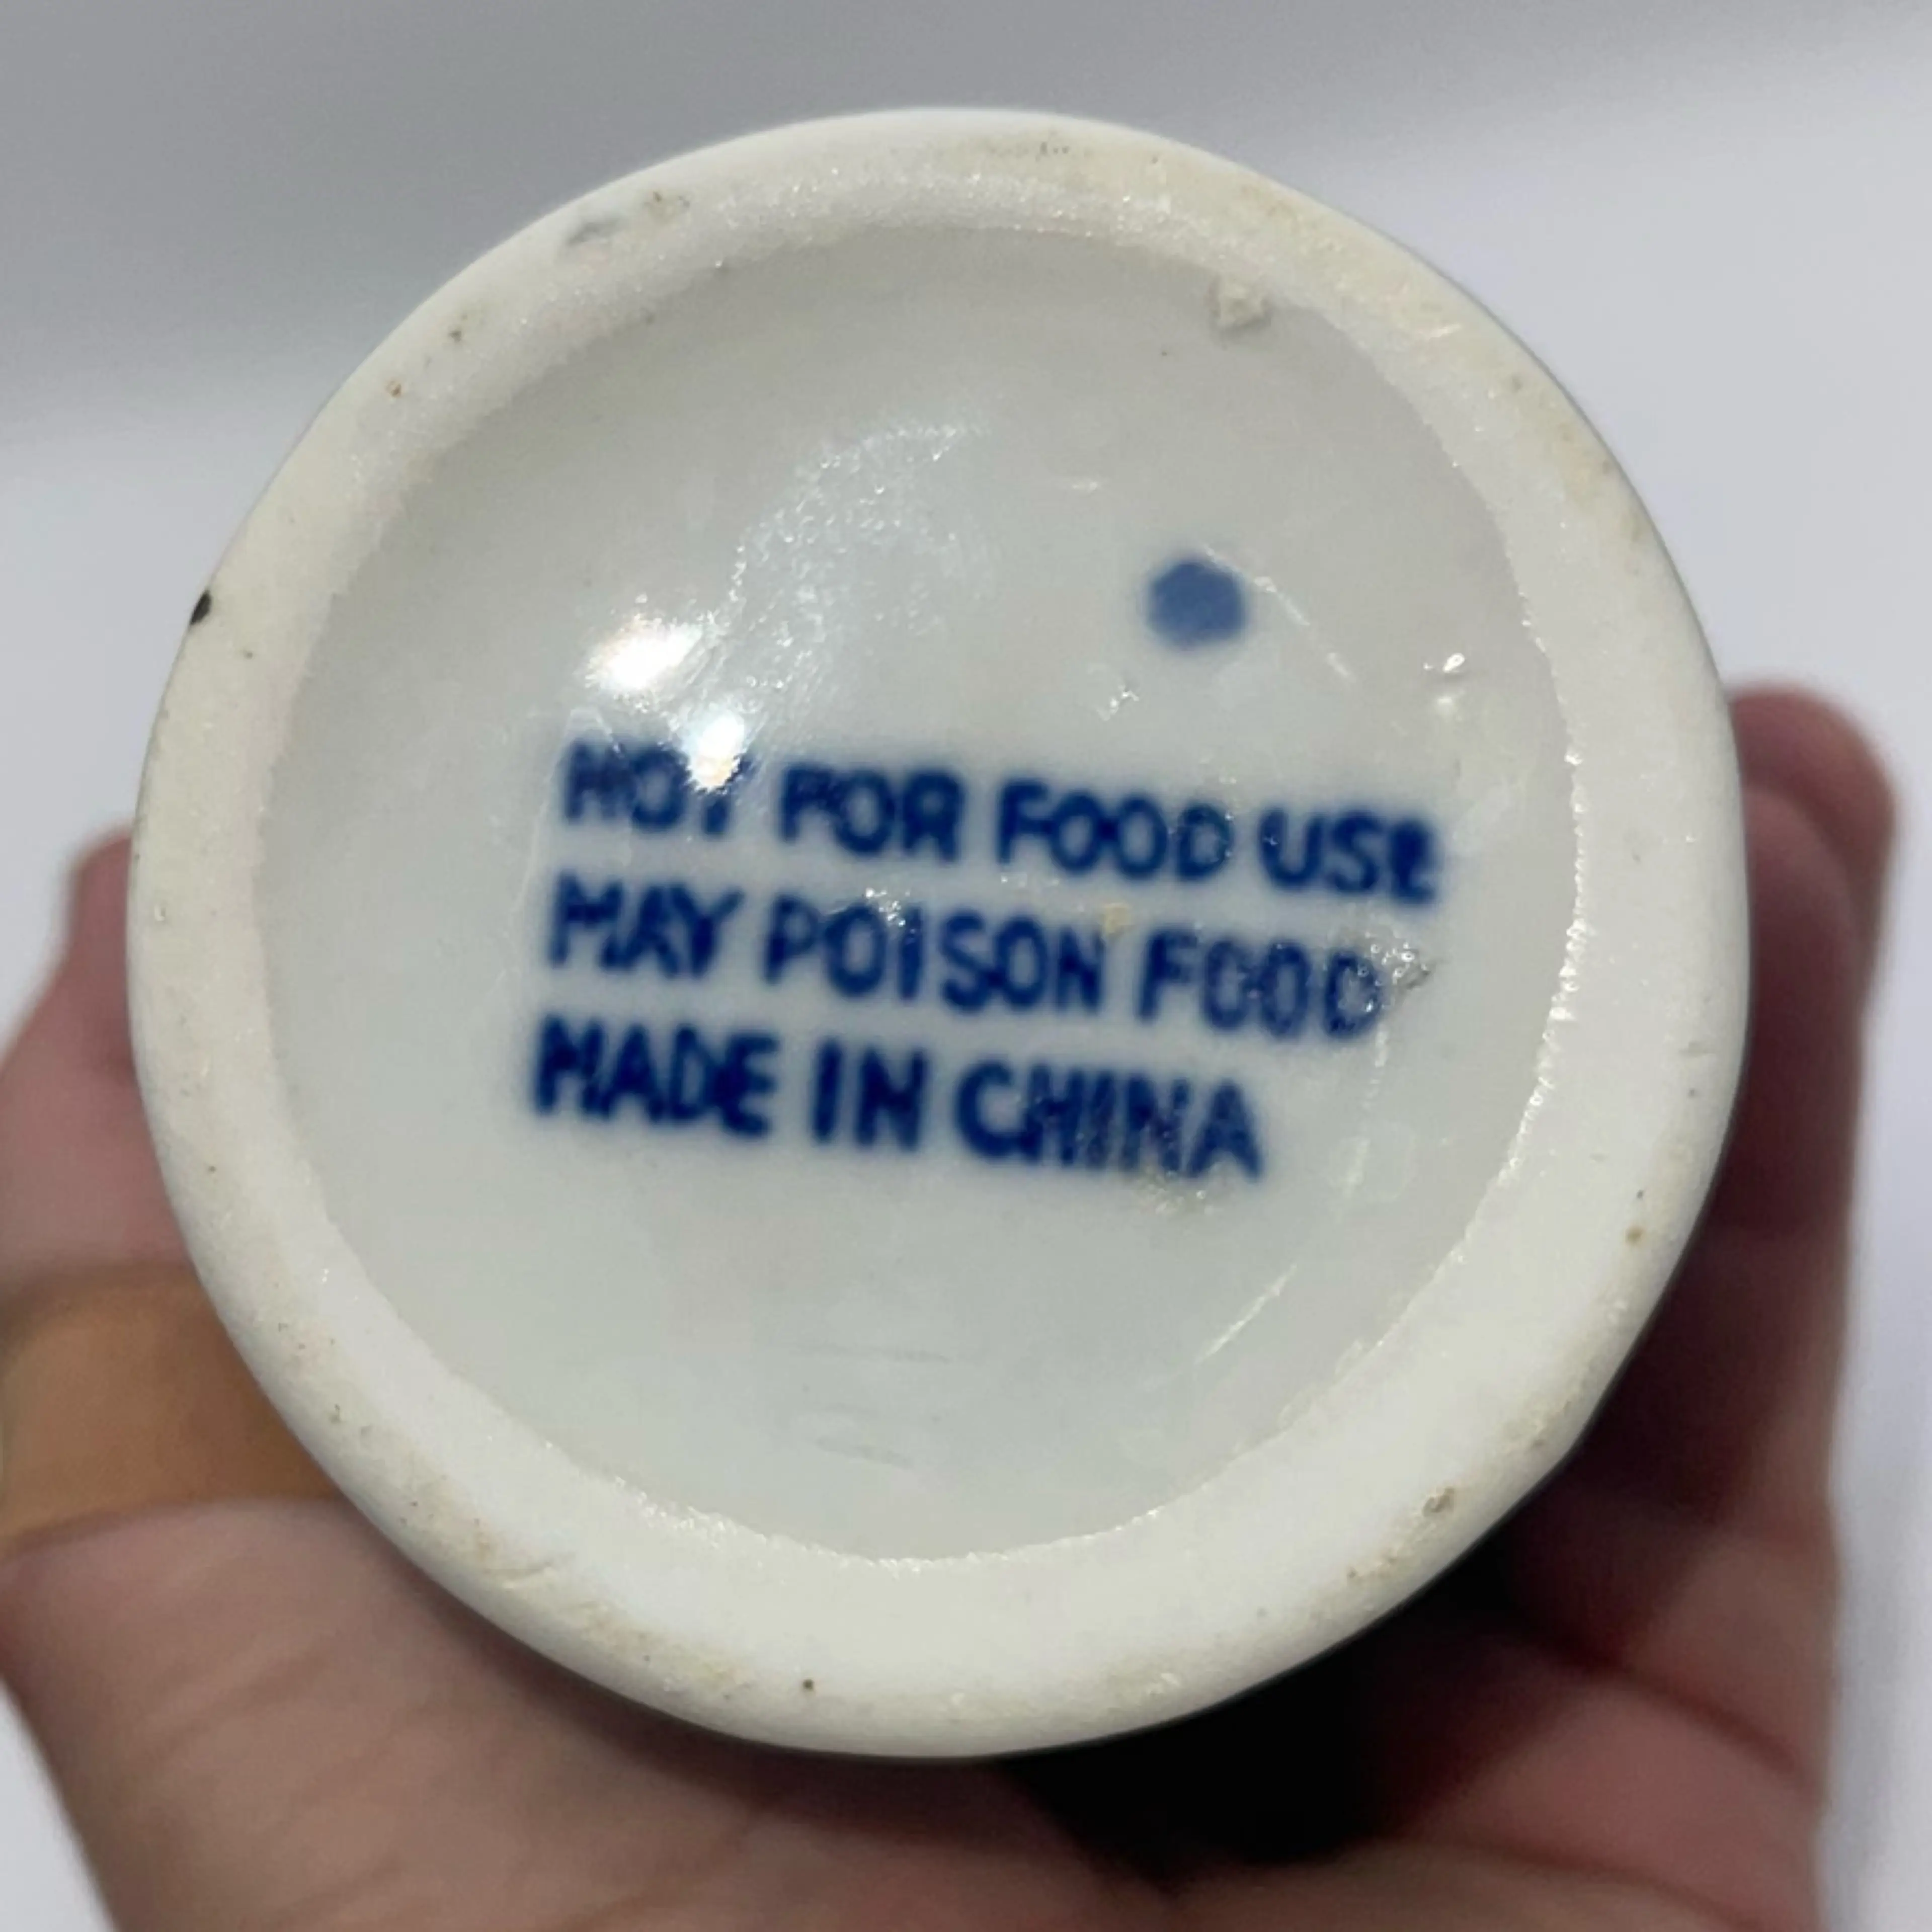 NOT FOR FOOD USE
MAY POISON FOOD
MADE IN CHINA